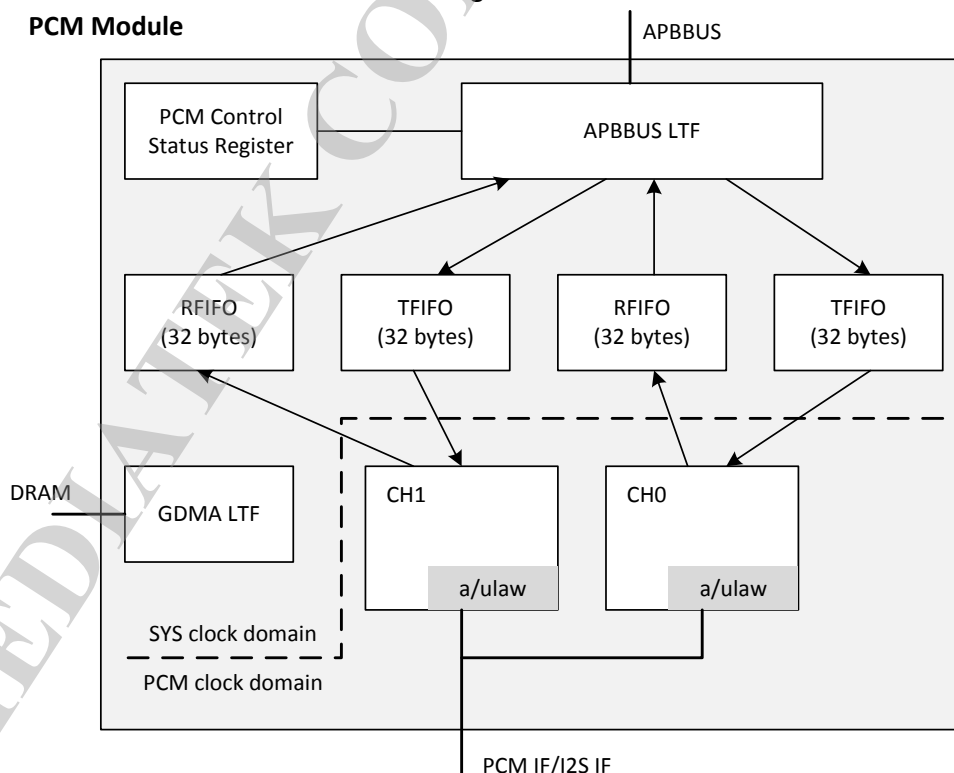 PCM Module
APBBUS
PCM Control
Status Register
APBBUS LTF
RFIFO
(32 bytes)
TFIFO
(32 bytes)
RFIFO
(32 bytes)
TFIFO
(32 bytes)
DRAM
GDMA LTF
CH1
a/ulaw
CH0
a/ulaw
SYS clock domain
PCM clock domain
PCM IF/I2S IF